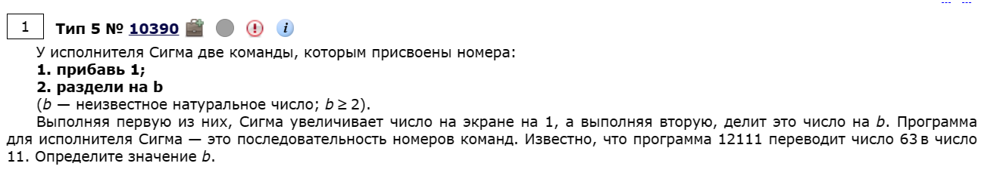 1 Тип 5 № 10390 i
У исполнителя Сигма две команды, которым присвоены номера:
1. прибавь 1;
2. раздели на b
(b — неизвестное натуральное число; b ≥ 2).
Выполняя первую из них, Сигма увеличивает число на экране на 1, а выполняя вторую, делит это число на b. Программа
для исполнителя Сигма — это последовательность номеров команд. Известно, что программа 12111 переводит число 63 в число
11. Определите значение b.